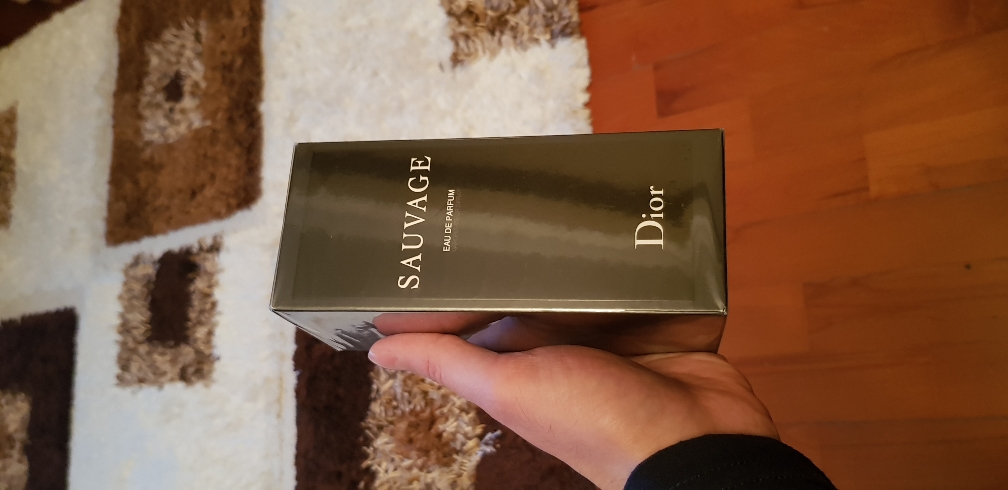 SAUVAGE
EAU DE PARFUM
Dior